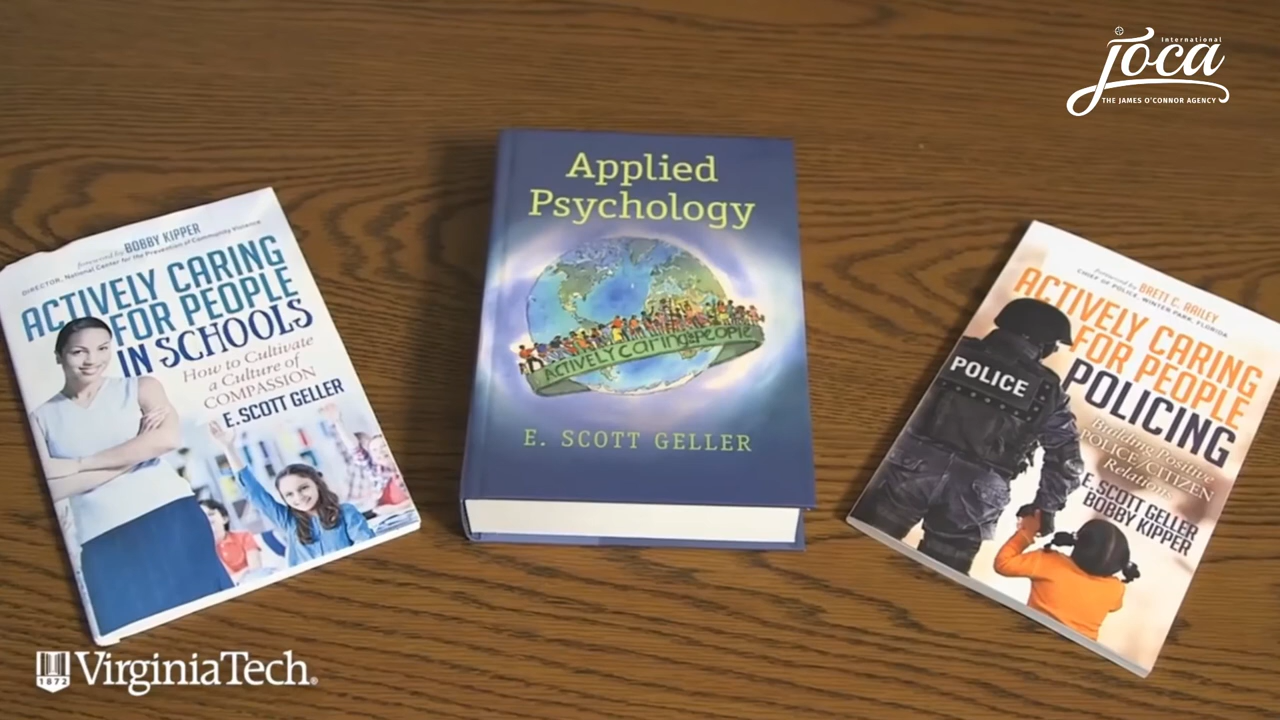 International
joca
THE JAMES O'CONNOR AGENCY
foreword by BOBBY KIPPER
DIRECTOR, National Center for the Prevention of Community Violence
ACTIVELY CARING
FOR PEOPLE
IN SCHOOLS
How to Cultivate
a Culture of
COMPASSION
E. SCOTT GELLER
Applied
Psychology
ACTIVELY caring 4 PEOPLE
E. SCOTT GELLER
foreword by BRETT C. RAILEY
CHIEF OF POLICE, WINTER PARK, FLORIDA
ACTIVELY CARING
FOR PEOPLE
POLICING
Building Positive
POLICE/CITIZEN
Relations
E. SCOTT GELLER
BOBBY KIPPER
POLICE
1872
VirginiaTech®